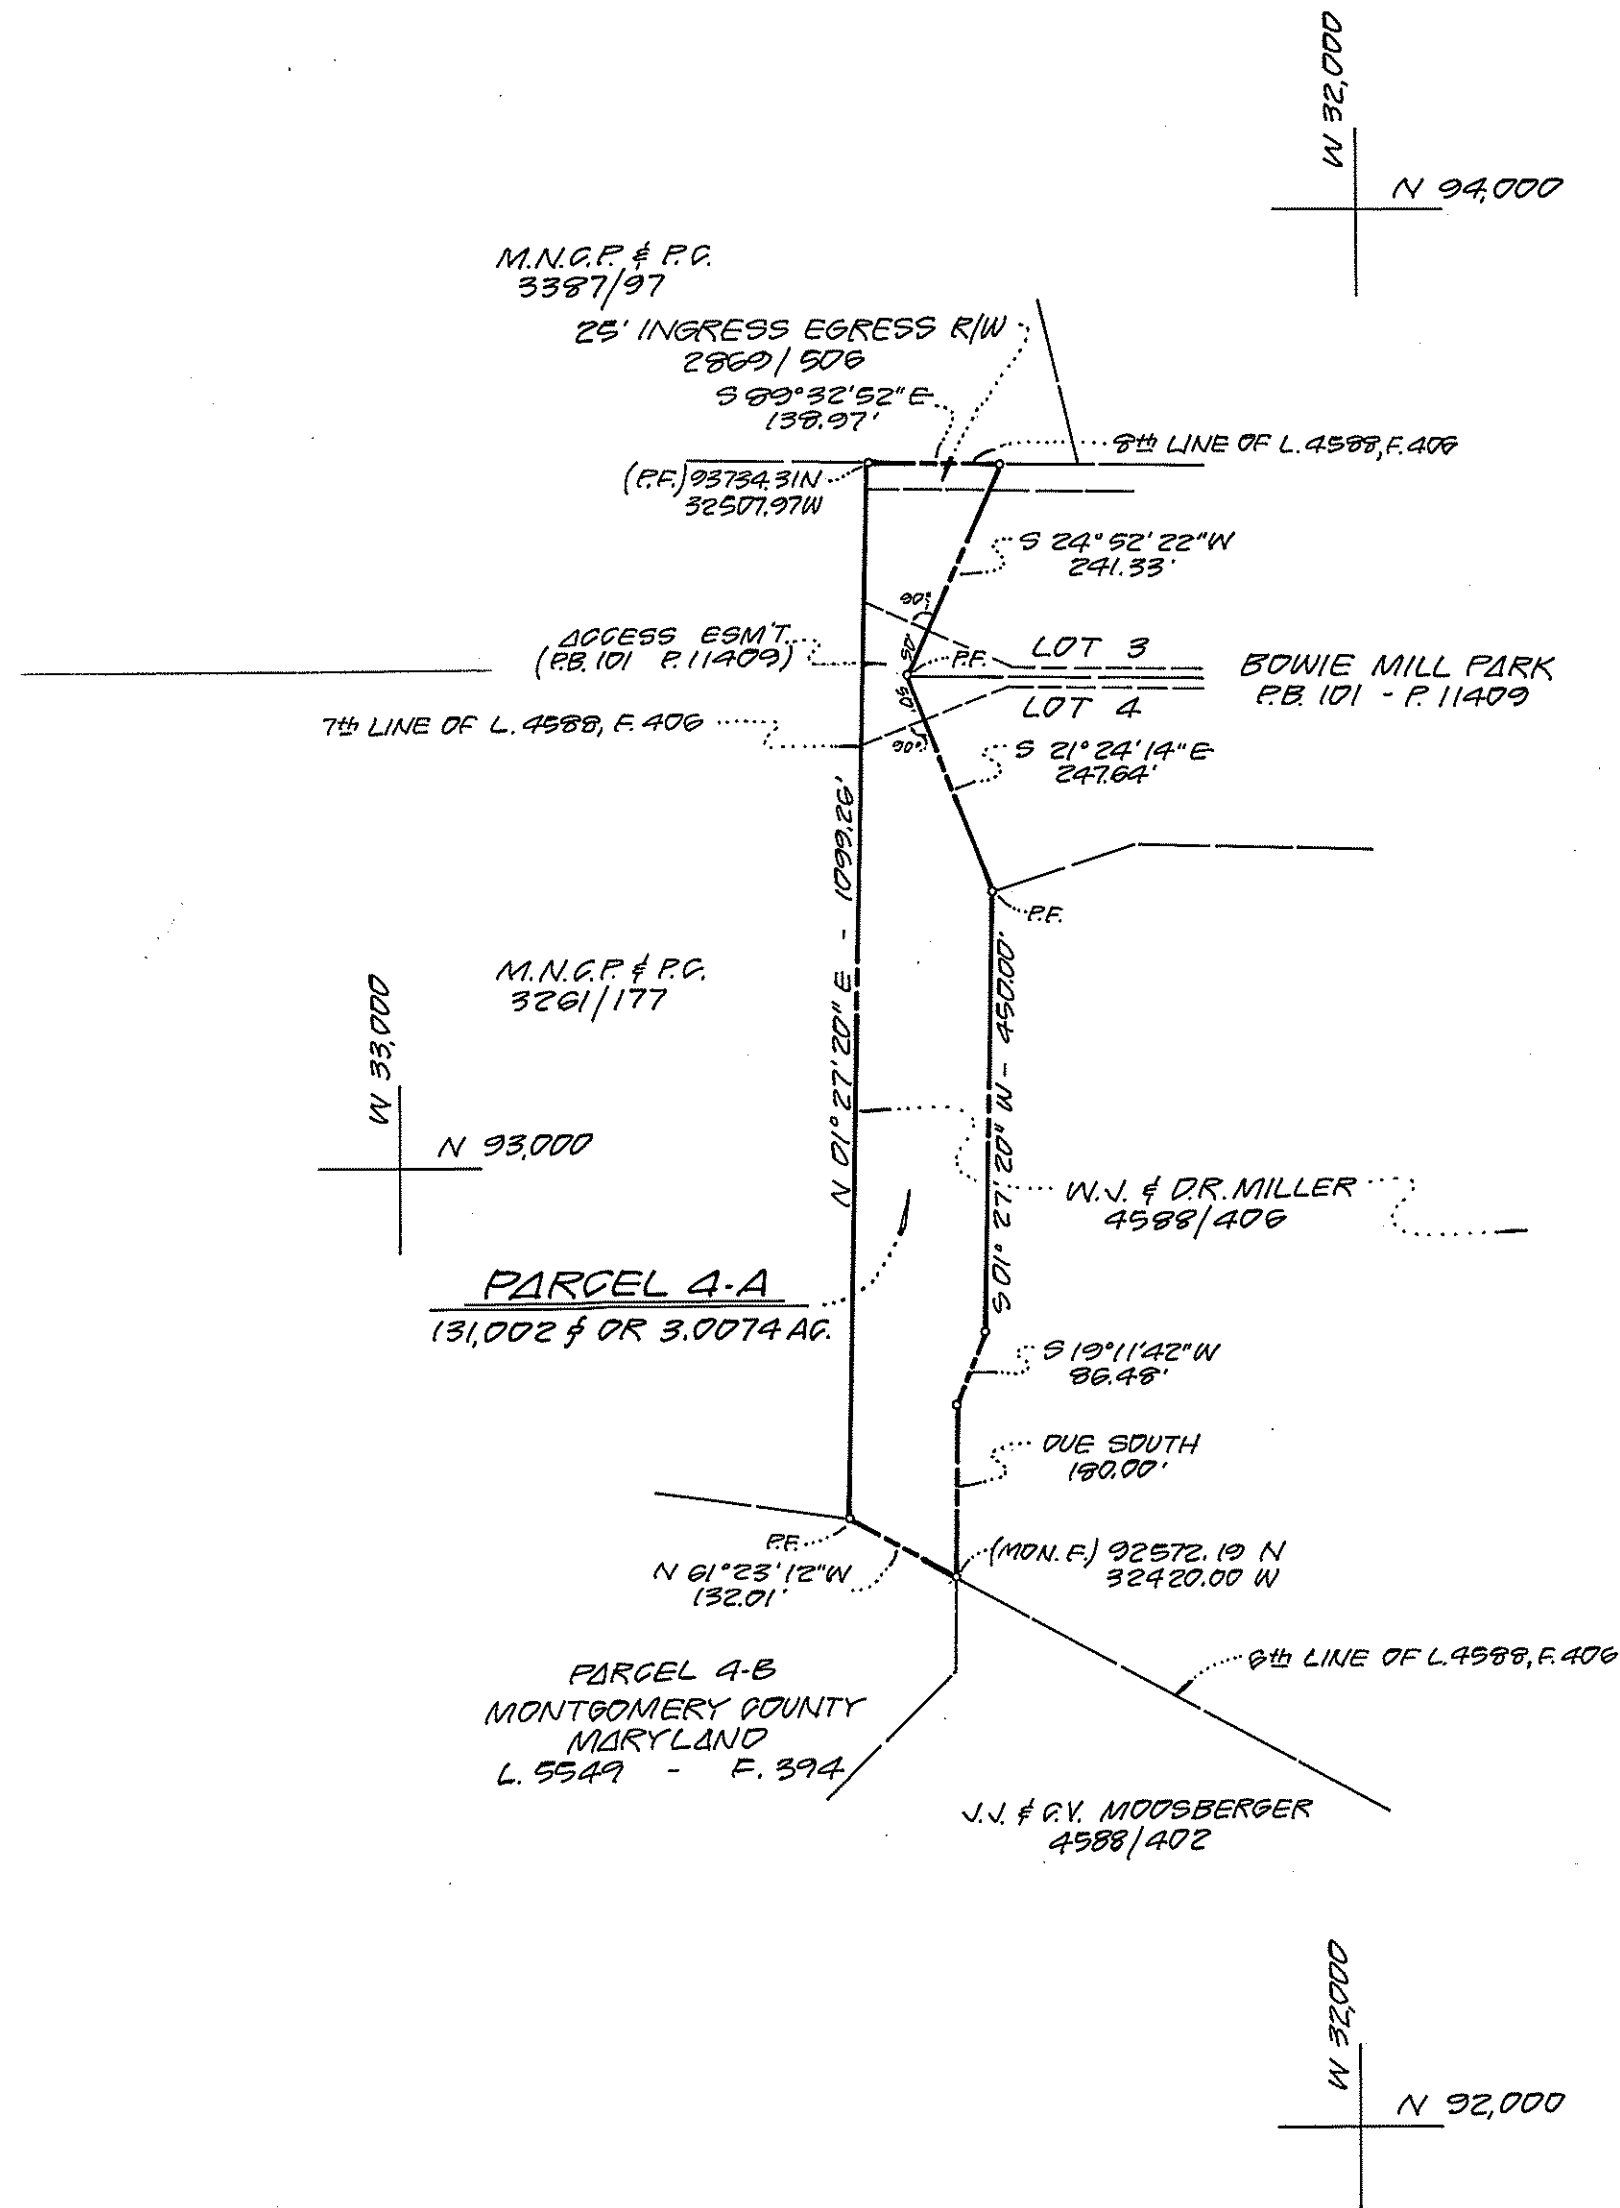 W 32,000
N 94,000
M.N.C.P. & P.C.
3387/97
25' INGRESS EGRESS R/W
2869/506
S 89°32'52" E
138.97'
8th LINE OF L.4588, F.406
(P.F.) 93734.31N
32507.97W
S 24°52'22" W
241.33'
90°
ACCESS ESM'T.
(P.B. 101 P. 11409)
50'
P.F.
LOT 3
BOWIE MILL PARK
P.B. 101 - P. 11409
50'
LOT 4
7th LINE OF L.4588, F.406
90°
S 21°24'14" E
247.64'
N 01°27'20" E - 1099.26'
P.F.
S 01°27'20" W - 450.00'
M.N.C.P. & P.C.
3261/177
W 33,000
N 93,000
W.J. & D.R. MILLER
4588/406
PARCEL 4-A
131,002 ⌗ OR 3.0074 AC.
S 19°11'42" W
86.48'
DUE SOUTH
180.00'
P.F.
N 61°23'12" W
132.01'
(MON. F.) 92572.19 N
32420.00 W
6th LINE OF L.4588, F.406
PARCEL 4-B
MONTGOMERY COUNTY
MARYLAND
L. 5549 - F. 394
J.J. & C.V. MOOSBERGER
4588/402
W 32,000
N 92,000